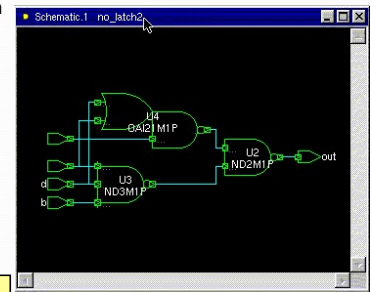 Schematic.1 no_latch2
U4
OAI21M1P
U2
ND2M1P
out
U3
ND3M1P
d
b